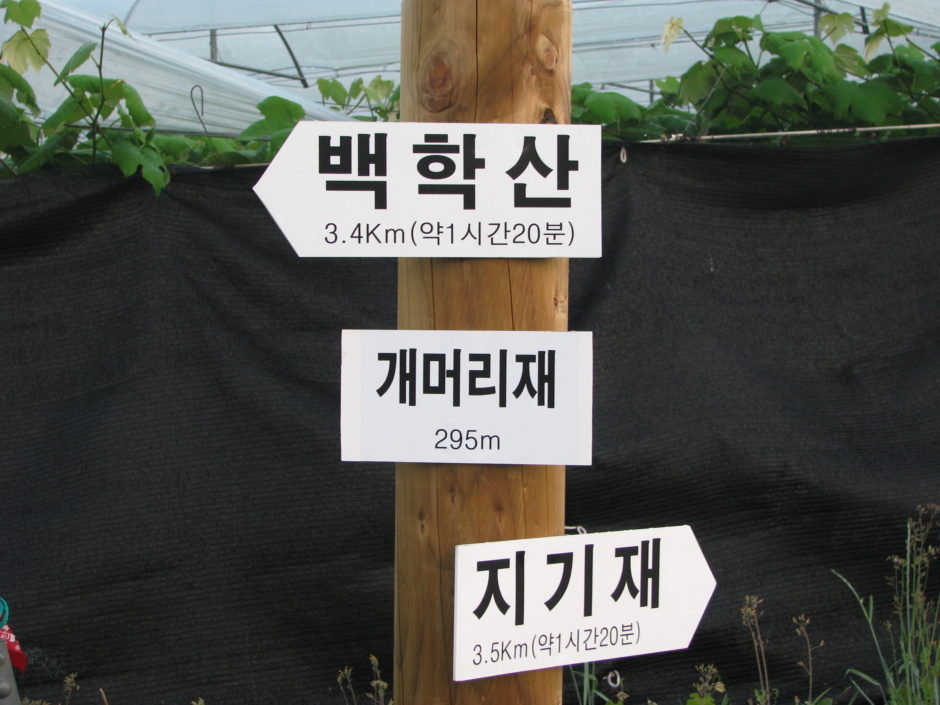 백학산
3.4Km(약1시간20분)
개머리재
295m
지기재
3.5Km(약1시간20분)